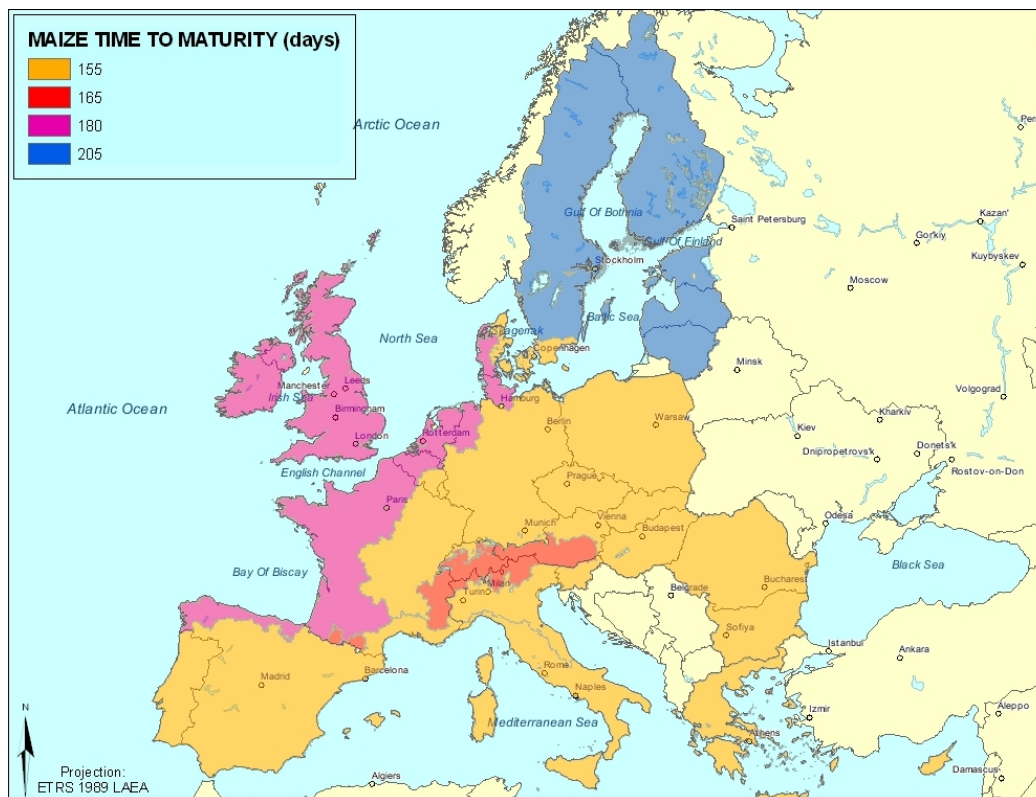 MAIZE TIME TO MATURITY (days)
155
165
180
205
Arctic Ocean
Perm
Gulf Of Bothnia
Saint Petersburg
Kazan'
Gulf Of Finland
Gor'kiy
Stockholm
Kuybyskev
Moscow
Baltic Sea
Skagerrak
North Sea
Copenhagen
Minsk
Manchester
Leeds
Irish Sea
Hamburg
Volgograd
Atlantic Ocean
Birmingham
Berlin
Warsaw
Kharkiv
London
Rotterdam
Kiev
Donets'k
Dnipropetrovs'k
Rostov-on-Don
English Channel
Prague
Paris
Munich
Vienna
Budapest
Odesa
Bay Of Biscay
Black Sea
Milan
Turin
Belgrade
Bucharest
Sofiya
Istanbul
Ankara
Barcelona
Rome
Madrid
Naples
Izmir
Aleppo
Mediterranean Sea
Athens
N
Projection:
ETRS 1989 LAEA
Algiers
Damascus